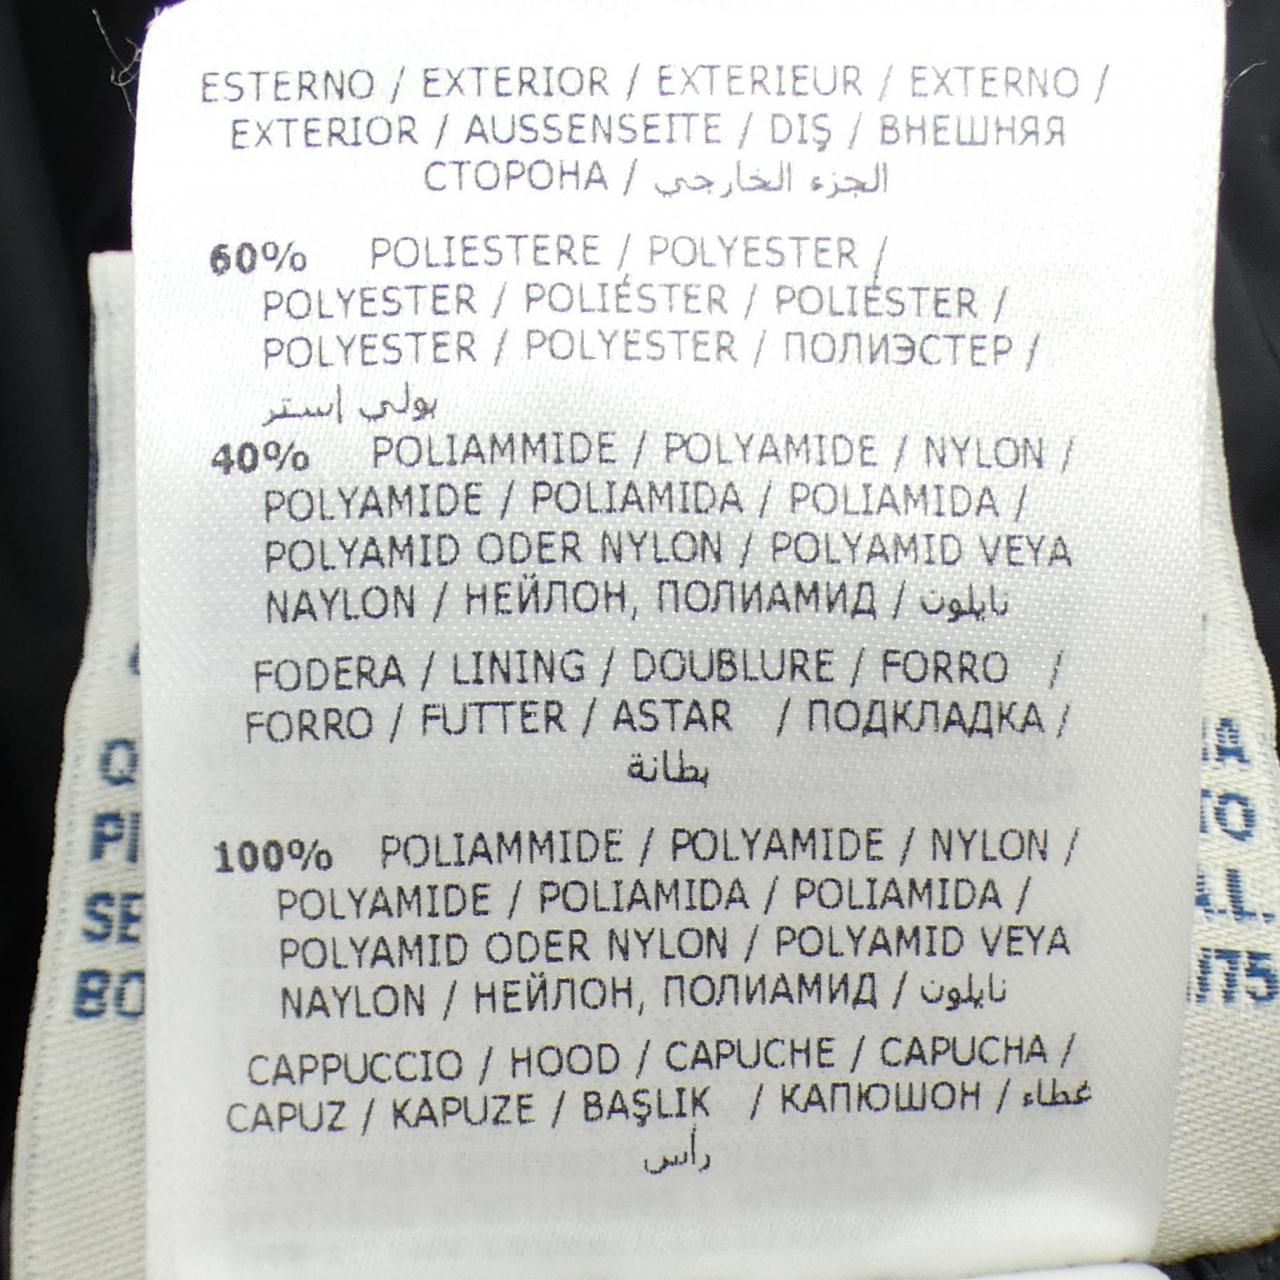 ESTERNO / EXTERIOR / EXTERIEUR / EXTERNO /
EXTERIOR / AUSSENSEITE / DIŞ / ВНЕШНЯЯ
СТОРОНА / الجزء الخارجي
60% POLIESTERE / POLYESTER /
POLYESTER / POLIÉSTER / POLIÉSTER /
POLYESTER / POLYESTER / ПОЛИЭСТЕР /
بولي إستر
40% POLIAMMIDE / POLYAMIDE / NYLON /
POLYAMIDE / POLIAMIDA / POLIAMIDA /
POLYAMID ODER NYLON / POLYAMID VEYA
NAYLON / НЕЙЛОН, ПОЛИАМИД / نايلون
FODERA / LINING / DOUBLURE / FORRO /
FORRO / FUTTER / ASTAR / ПОДКЛАДКА /
بطانة
100% POLIAMMIDE / POLYAMIDE / NYLON /
POLYAMIDE / POLIAMIDA / POLIAMIDA /
POLYAMID ODER NYLON / POLYAMID VEYA
NAYLON / НЕЙЛОН, ПОЛИАМИД / نايلون
CAPPUCCIO / HOOD / CAPUCHE / CAPUCHA /
CAPUZ / KAPUZE / BAŞLIK / КАПЮШОН / غطاء
رأس